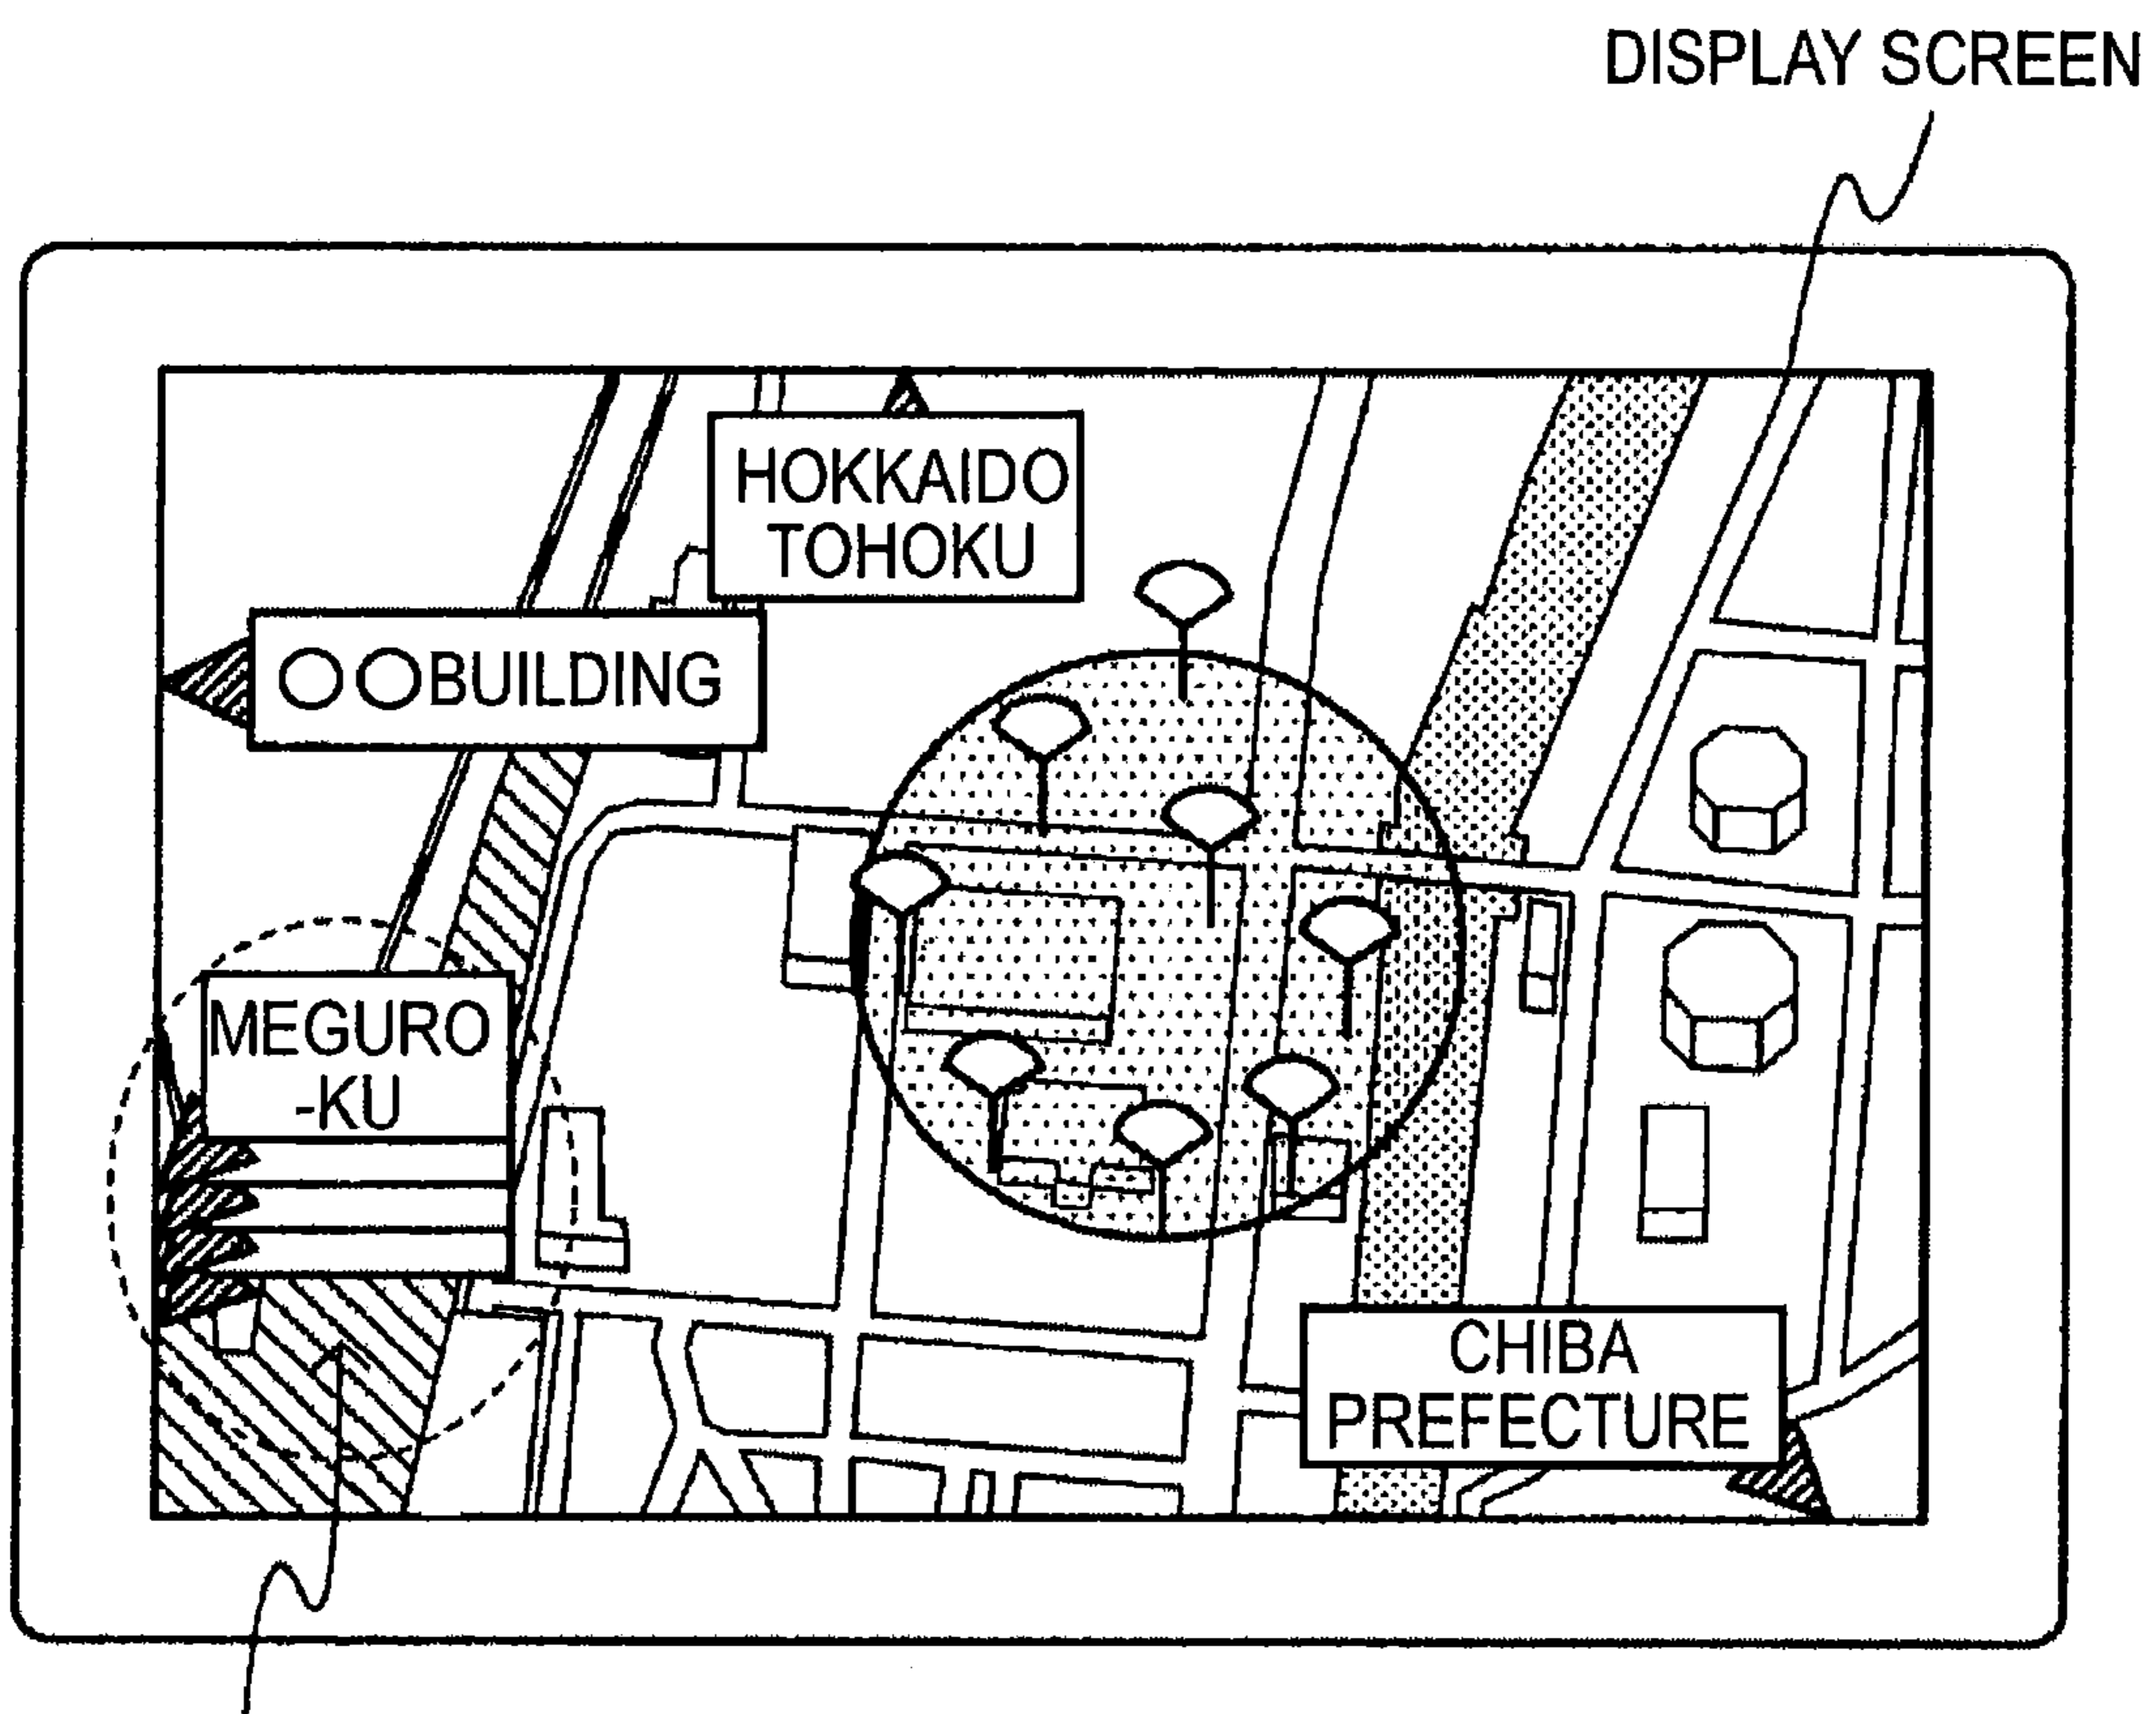 DISPLAY SCREEN
HOKKAIDO
TOHOKU
○○BUILDING
MEGURO
-KU
CHIBA
PREFECTURE